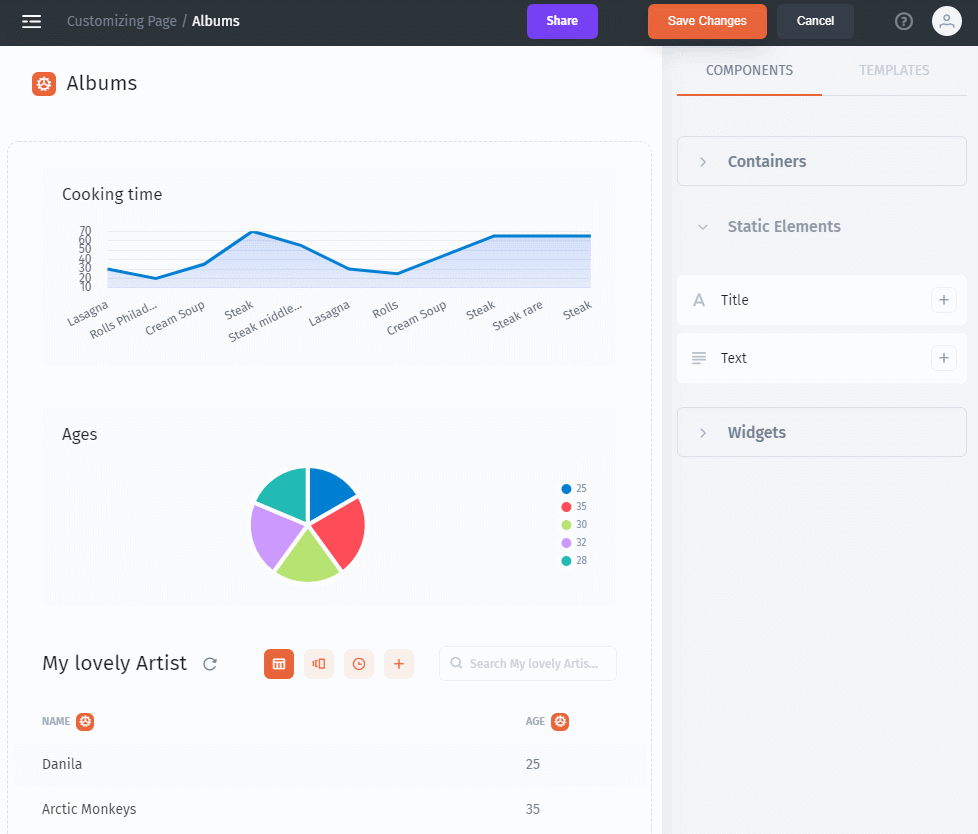 Customizing Page / Albums
Share
Save Changes
Cancel
?
Albums
COMPONENTS
TEMPLATES
Containers
Static Elements
A Title +
Text +
Widgets
Cooking time
70
60
50
40
30
20
10
Lasagna
Rolls Philad...
Cream Soup
Steak
Steak middle...
Lasagna
Rolls
Cream Soup
Steak
Steak rare
Steak
Ages
25
35
30
32
28
My lovely Artist
+
Search My lovely Artis...
NAME AGE
Danila 25
Arctic Monkeys 35